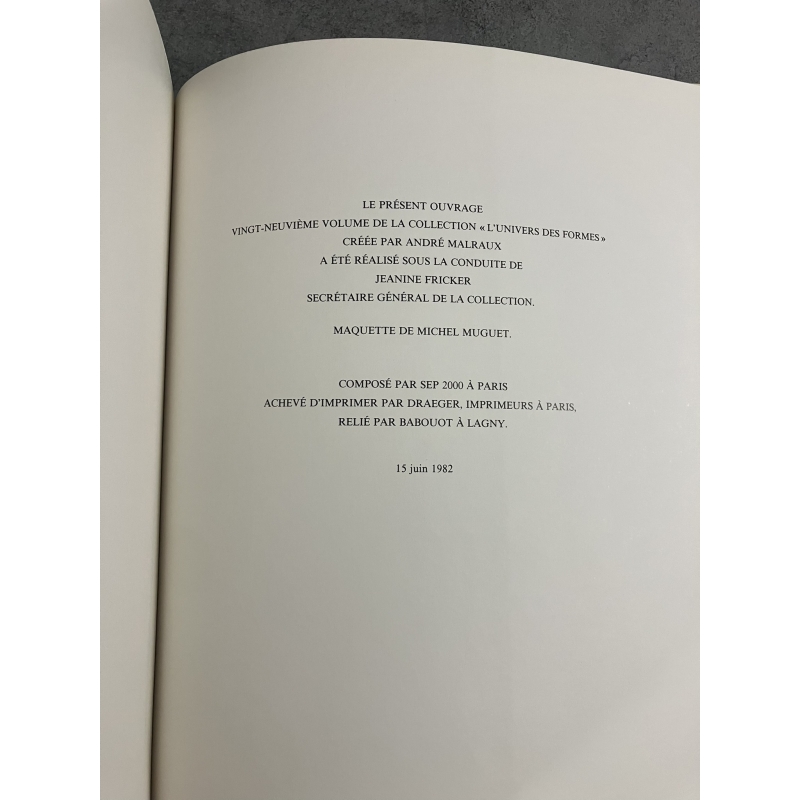 LE PRÉSENT OUVRAGE
VINGT-NEUVIÈME VOLUME DE LA COLLECTION « L'UNIVERS DES FORMES »
CRÉÉE PAR ANDRÉ MALRAUX
A ÉTÉ RÉALISÉ SOUS LA CONDUITE DE
JEANINE FRICKER
SECRÉTAIRE GÉNÉRAL DE LA COLLECTION.
MAQUETTE DE MICHEL MUGUET.
COMPOSÉ PAR SEP 2000 À PARIS
ACHEVÉ D'IMPRIMER PAR DRAEGER, IMPRIMEURS À PARIS,
RELIÉ PAR BABOUOT À LAGNY.
15 juin 1982